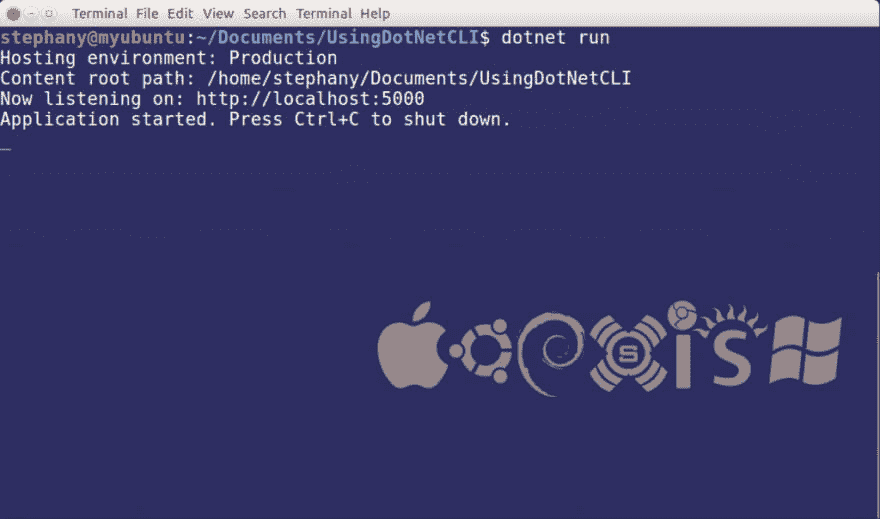 Terminal File Edit View Search Terminal Help
stephany@myubuntu:~/Documents/UsingDotNetCLI$ dotnet run
Hosting environment: Production
Content root path: /home/stephany/Documents/UsingDotNetCLI
Now listening on: http://localhost:5000
Application started. Press Ctrl+C to shut down.